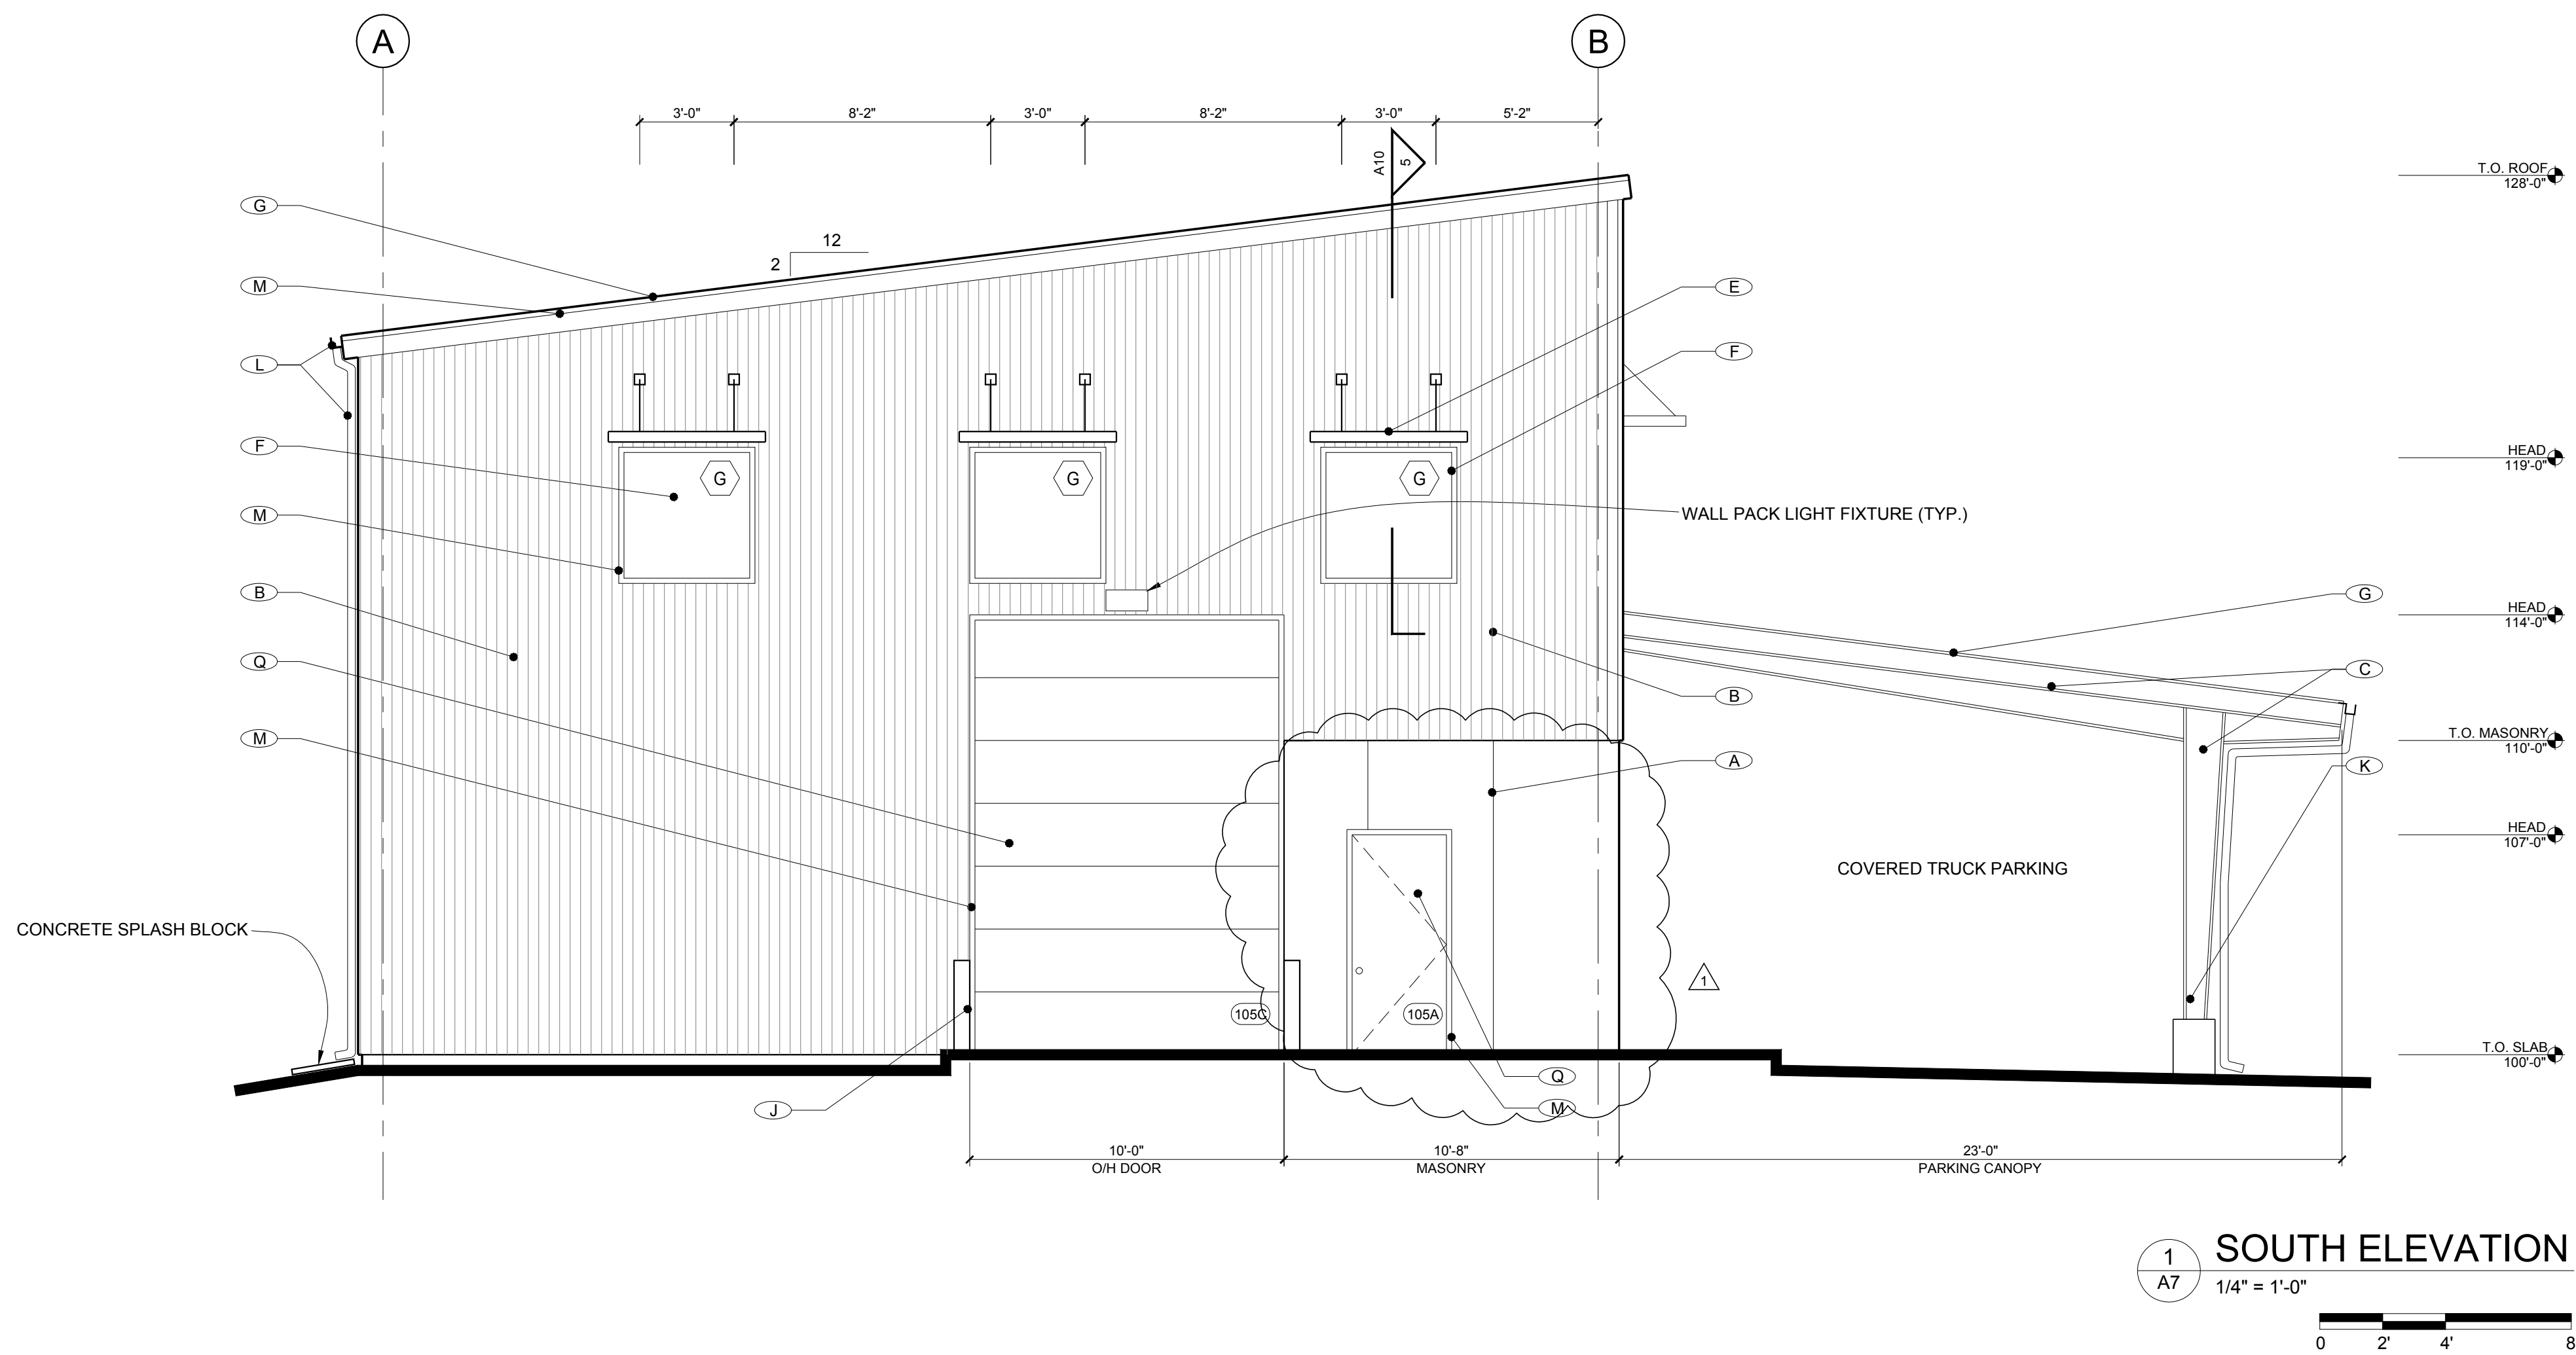 A
B
3'-0"
8'-2"
3'-0"
8'-2"
3'-0"
5'-2"
A10
5
T.O. ROOF
128'-0"
G
12
2
M
E
F
L
F
G
G
G
HEAD
119'-0"
M
WALL PACK LIGHT FIXTURE (TYP.)
B
G
HEAD
114'-0"
Q
C
B
M
T.O. MASONRY
110'-0"
A
K
HEAD
107'-0"
COVERED TRUCK PARKING
CONCRETE SPLASH BLOCK
1
105C
105A
T.O. SLAB
100'-0"
Q
J
M
10'-0"
O/H DOOR
10'-8"
MASONRY
23'-0"
PARKING CANOPY
1
A7
SOUTH ELEVATION
1/4" = 1'-0"
0
2'
4'
8